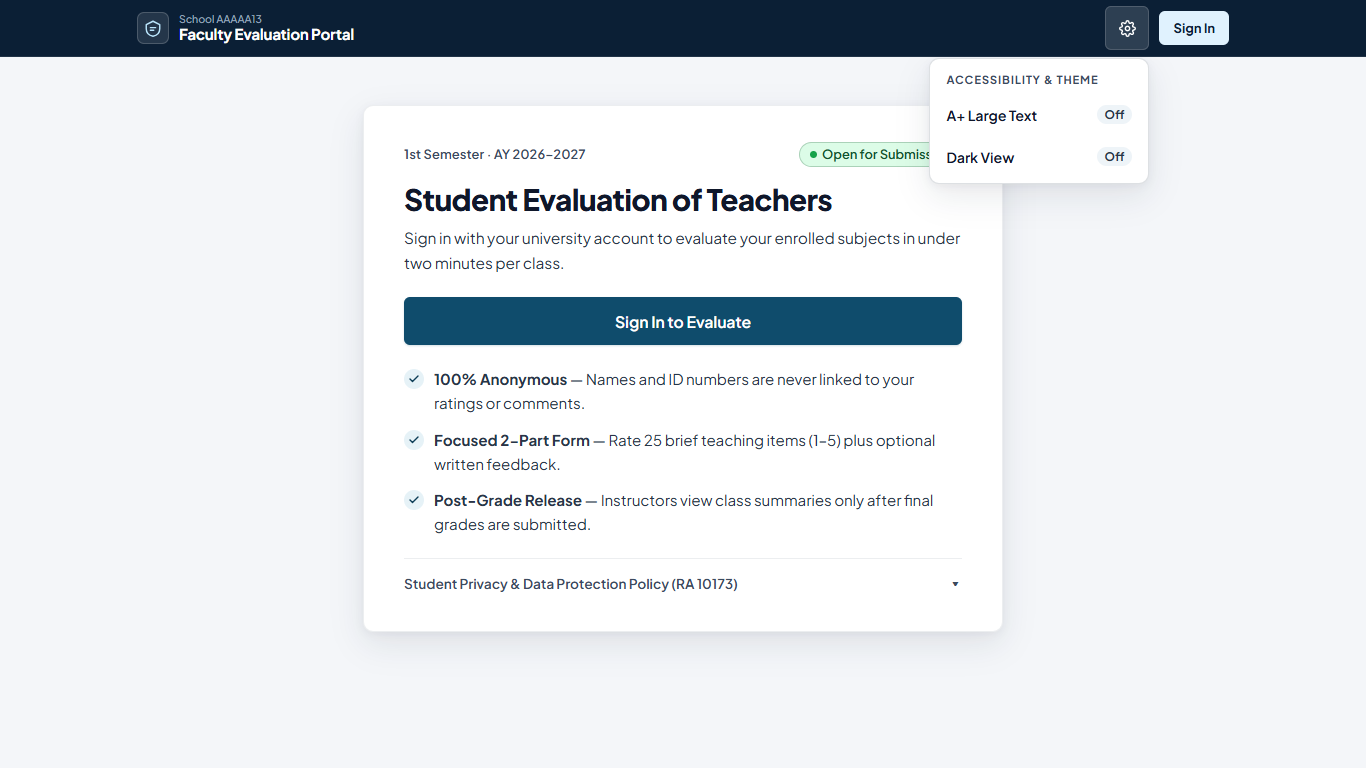 School AAAAA13
Faculty Evaluation Portal
Sign In
ACCESSIBILITY & THEME
A+ Large Text Off
Dark View Off
1st Semester · AY 2026–2027
Open for Submiss
Student Evaluation of Teachers
Sign in with your university account to evaluate your enrolled subjects in under
two minutes per class.
Sign In to Evaluate
100% Anonymous — Names and ID numbers are never linked to your
ratings or comments.
Focused 2-Part Form — Rate 25 brief teaching items (1–5) plus optional
written feedback.
Post-Grade Release — Instructors view class summaries only after final
grades are submitted.
Student Privacy & Data Protection Policy (RA 10173)